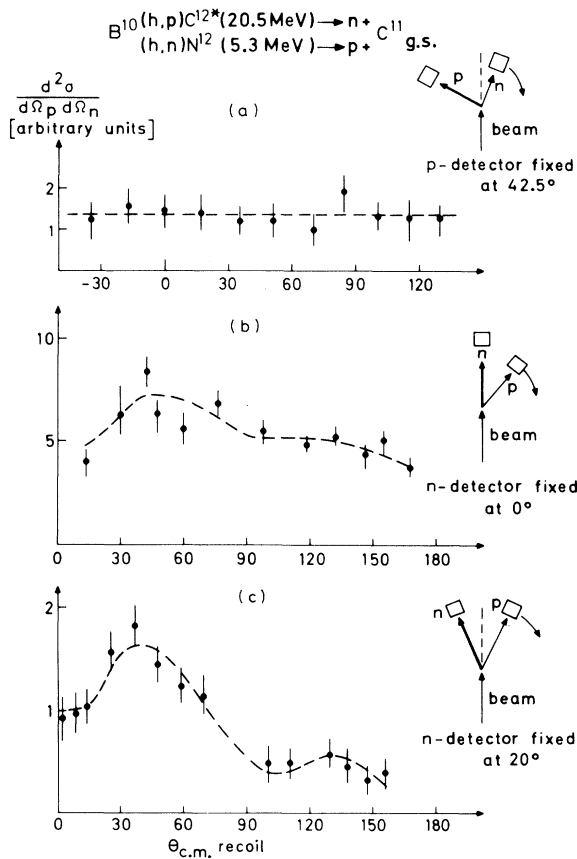 B¹⁰(h,p)C¹²*(20.5MeV)→n+ C¹¹ g.s.
(h,n)N¹²(5.3 MeV)→p+
d²σ
dΩp dΩn
[arbitrary units]
(a)
p
n
beam
p-detector fixed
at 42.5°
2
1
-30 0 30 60 90 120
(b)
10
5
n
p
beam
n-detector fixed
at 0°
0 30 60 90 120 150 180
(c)
2
1
n
p
beam
n-detector fixed
at 20°
0 30 60 90 120 150 180
θc.m. recoil